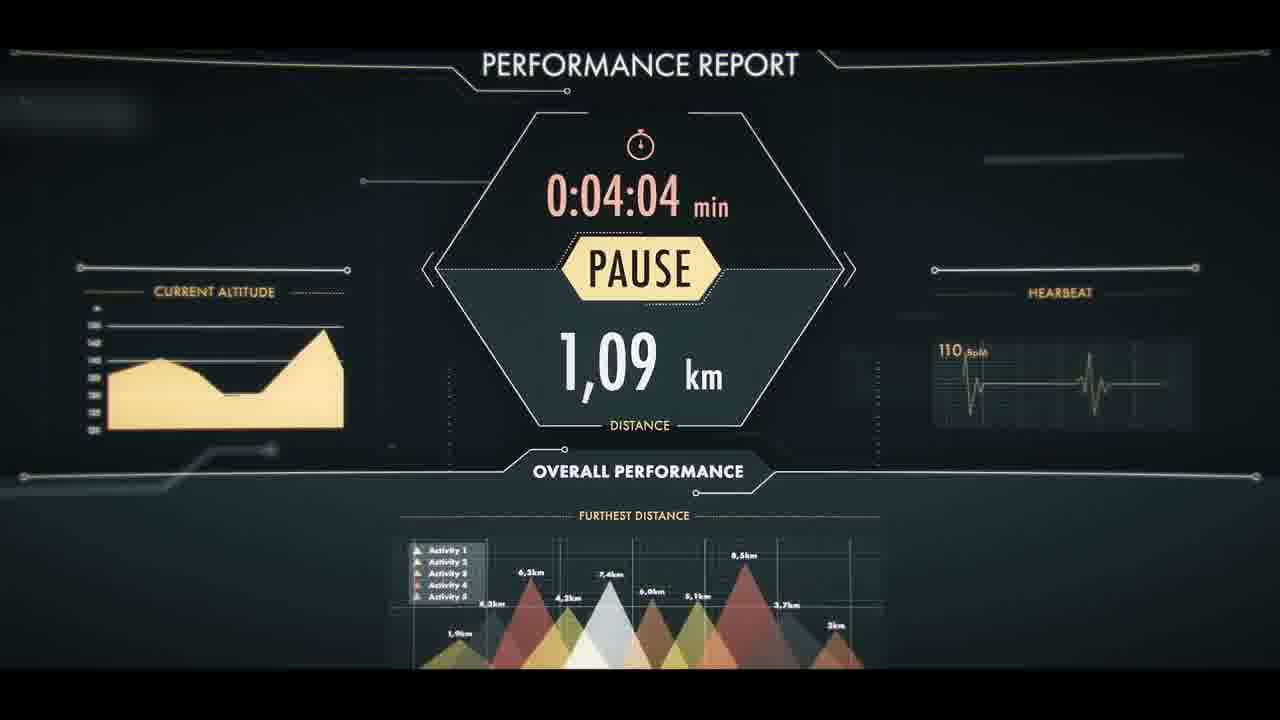 PERFORMANCE REPORT
0:04:04 min
PAUSE
CURRENT ALTITUDE
HEARBEAT
110 BPM
1,09 km
DISTANCE
OVERALL PERFORMANCE
FURTHEST DISTANCE
Activity 1
Activity 2
Activity 3
Activity 4
Activity 5
8,5km
6,3km
7,4km
6,0km
4,2km
5,1km
3,7km
1,9km
3km